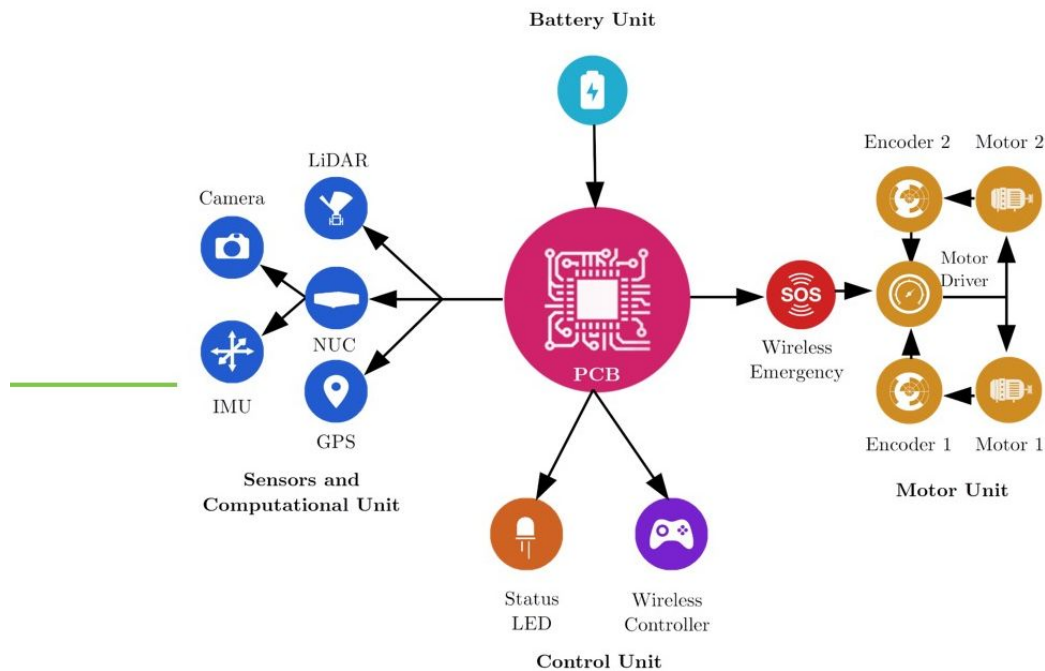 Battery Unit
LiDAR
Camera
NUC
IMU
GPS
Sensors and
Computational Unit
PCB
SOS
Wireless
Emergency
Encoder 2
Motor 2
Motor
Driver
Encoder 1
Motor 1
Motor Unit
Status
LED
Wireless
Controller
Control Unit